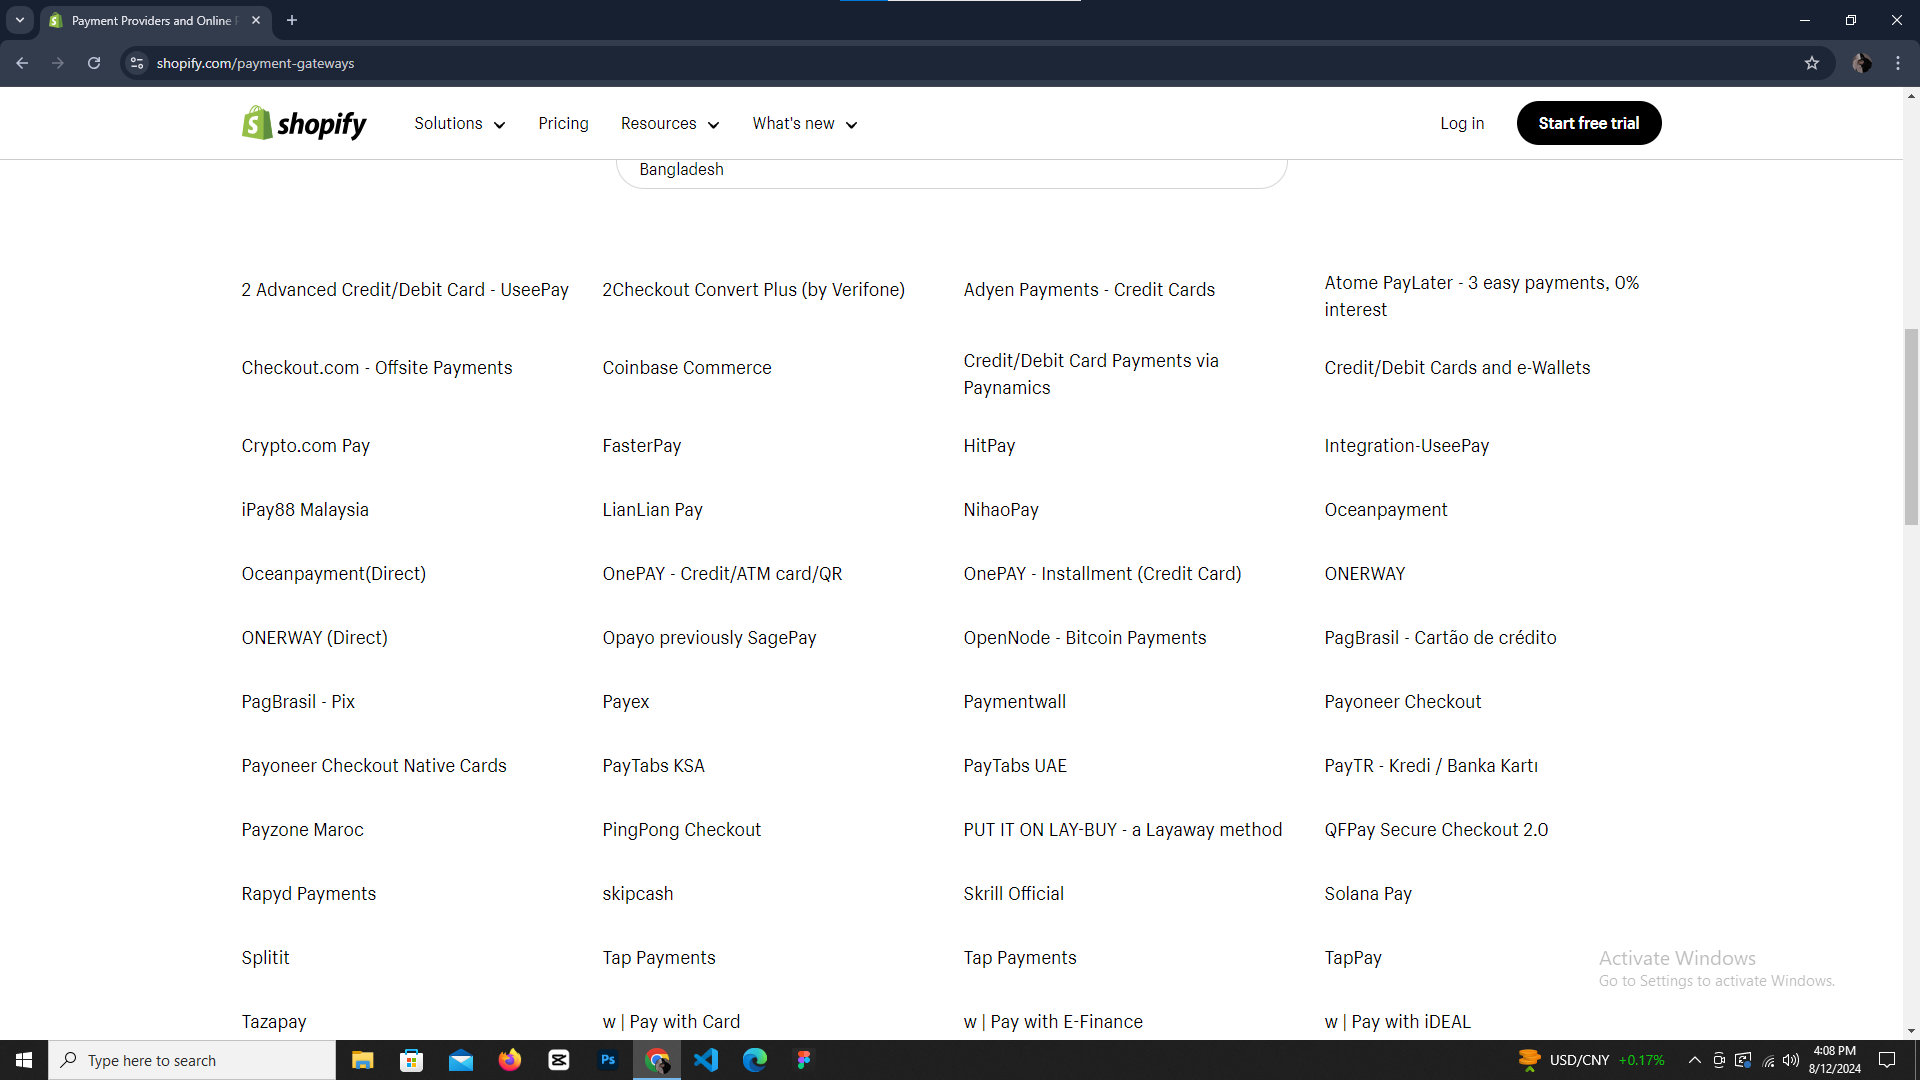 Payment Providers and Online P
shopify.com/payment-gateways
shopify
Solutions
Pricing
Resources
What's new
Log in
Start free trial
Bangladesh
2 Advanced Credit/Debit Card - UseePay
2Checkout Convert Plus (by Verifone)
Adyen Payments - Credit Cards
Atome PayLater - 3 easy payments, 0%
interest
Checkout.com - Offsite Payments
Coinbase Commerce
Credit/Debit Card Payments via
Paynamics
Credit/Debit Cards and e-Wallets
Crypto.com Pay
FasterPay
HitPay
Integration-UseePay
iPay88 Malaysia
LianLian Pay
NihaoPay
Oceanpayment
Oceanpayment(Direct)
OnePAY - Credit/ATM card/QR
OnePAY - Installment (Credit Card)
ONERWAY
ONERWAY (Direct)
Opayo previously SagePay
OpenNode - Bitcoin Payments
PagBrasil - Cartão de crédito
PagBrasil - Pix
Payex
Paymentwall
Payoneer Checkout
Payoneer Checkout Native Cards
PayTabs KSA
PayTabs UAE
PayTR - Kredi / Banka Kartı
Payzone Maroc
PingPong Checkout
PUT IT ON LAY-BUY - a Layaway method
QFPay Secure Checkout 2.0
Rapyd Payments
skipcash
Skrill Official
Solana Pay
Splitit
Tap Payments
Tap Payments
TapPay
Activate Windows
Go to Settings to activate Windows.
Tazapay
w | Pay with Card
w | Pay with E-Finance
w | Pay with iDEAL
Type here to search
Ps
USD/CNY +0.17%
4:08 PM
8/12/2024